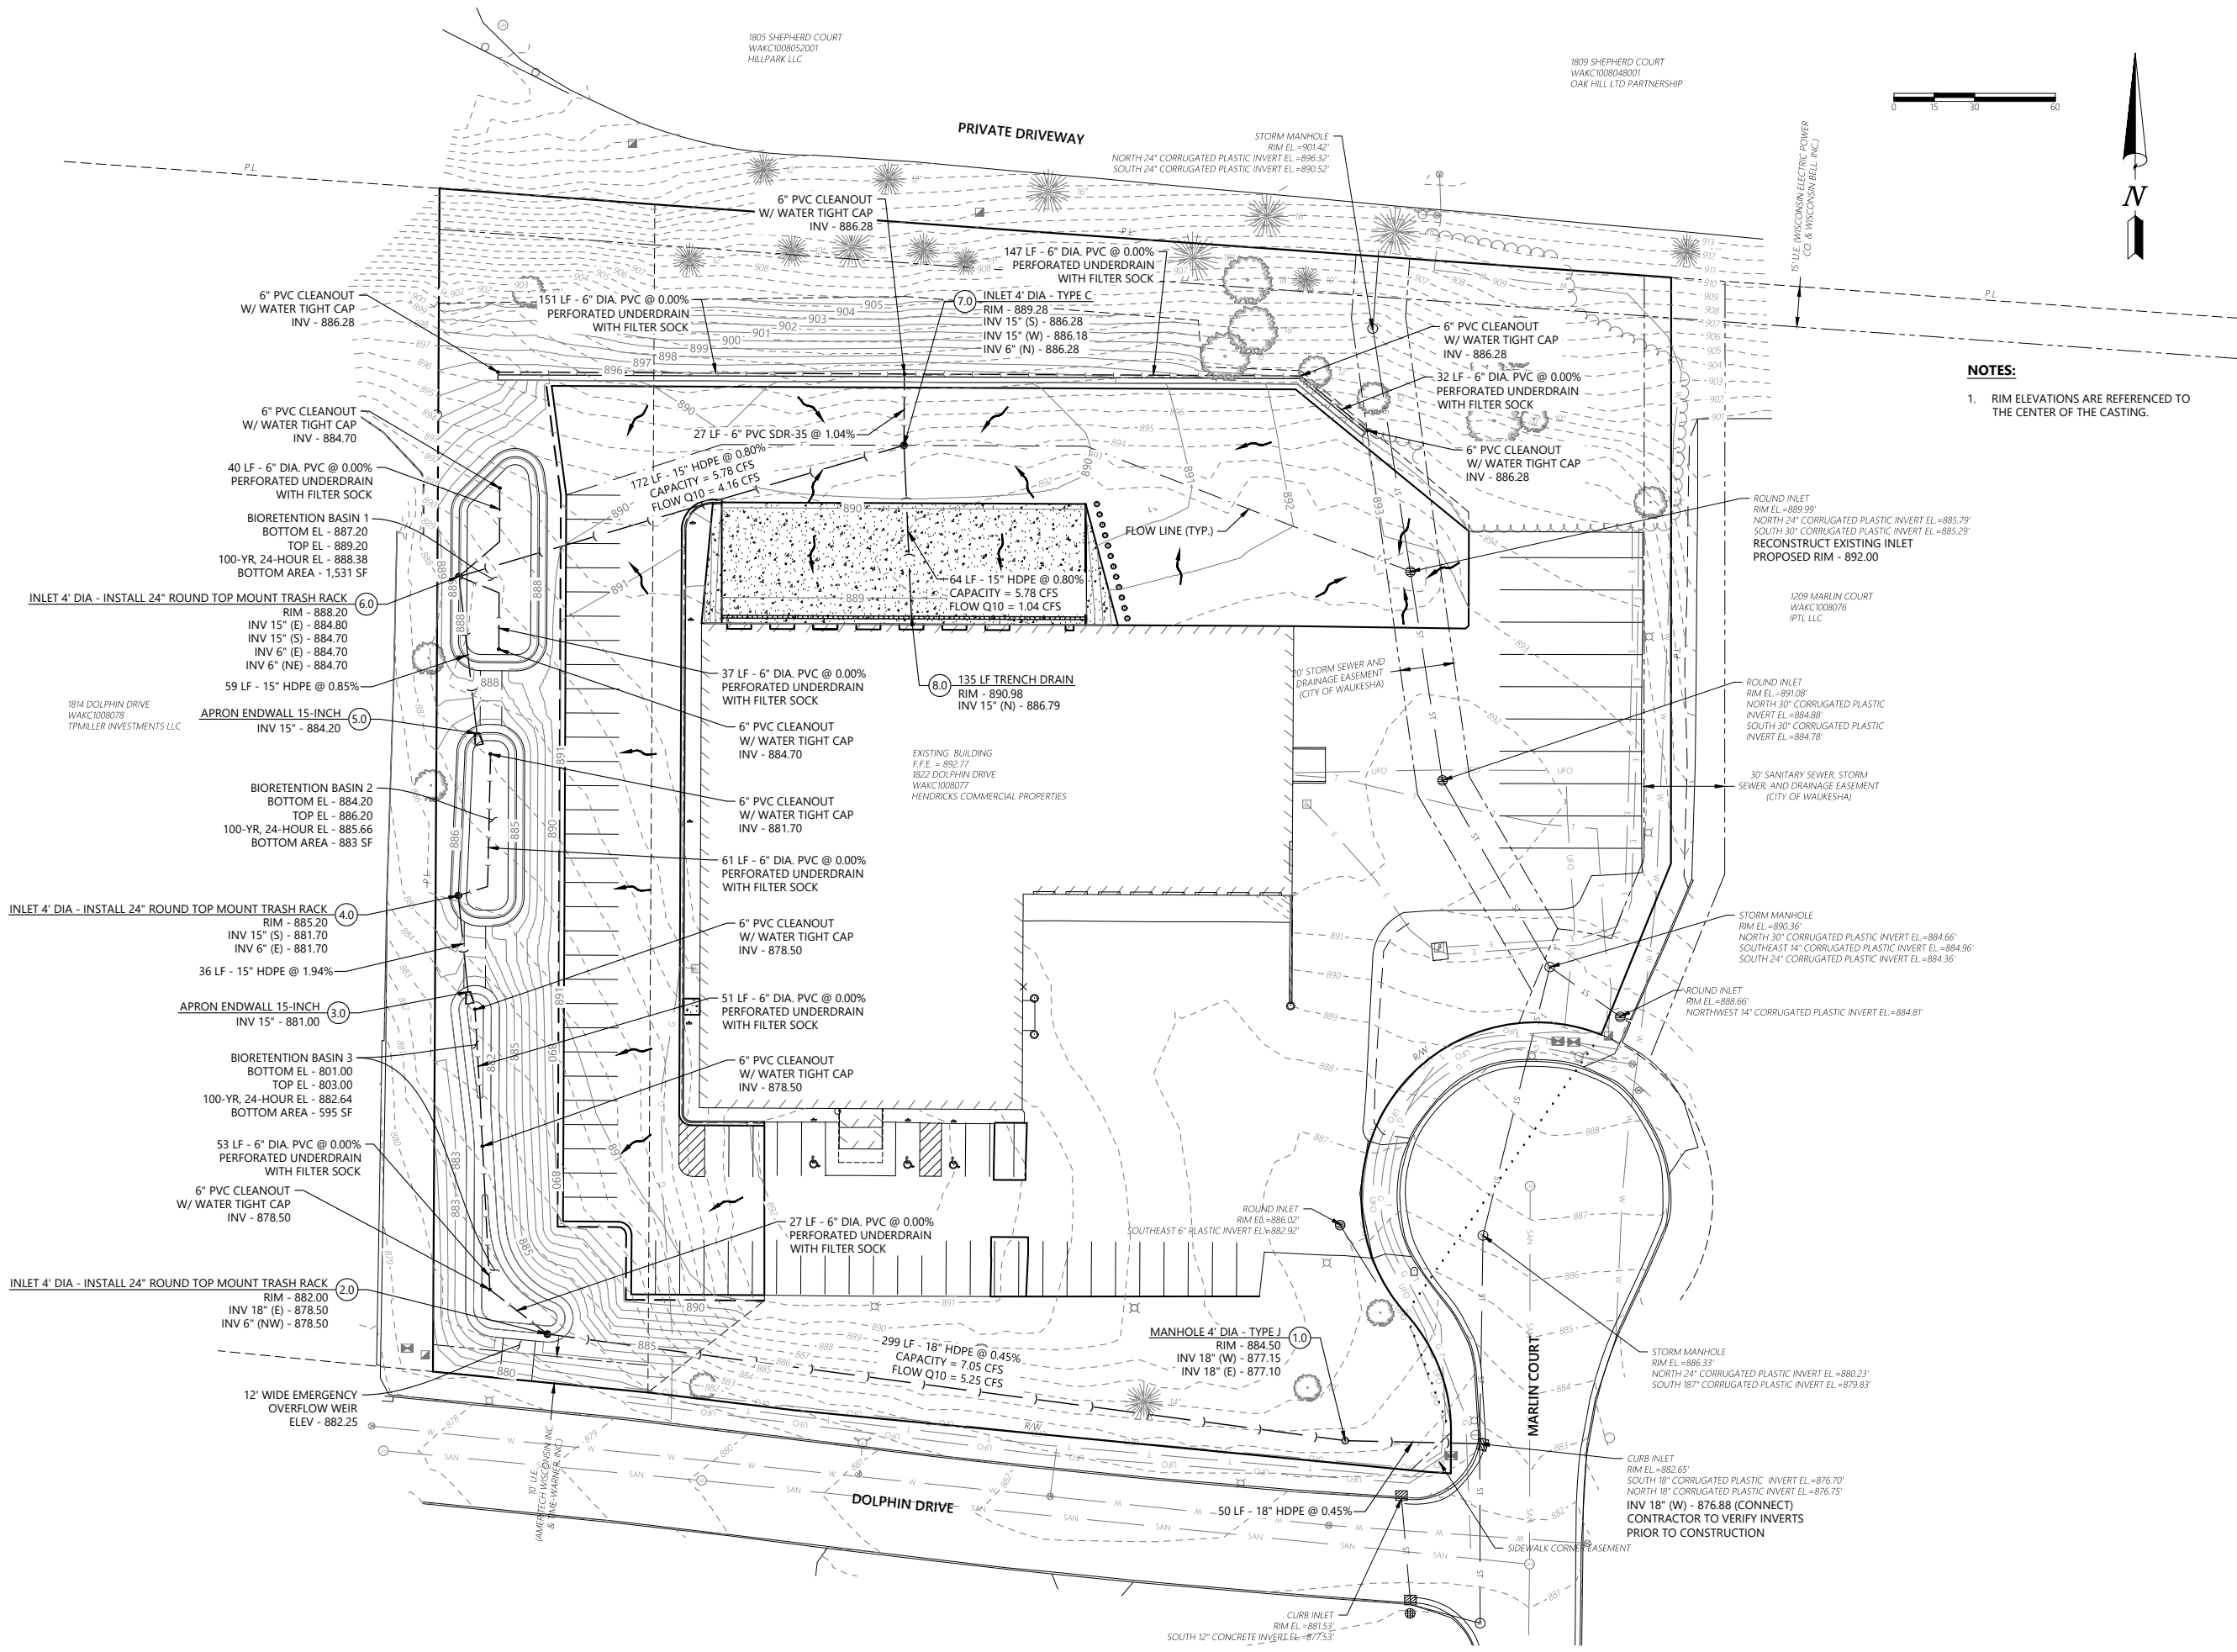 1805 SHEPHERD COURT
WAKC1008052001
HILLPARK LLC
1809 SHEPHERD COURT
WAKC1008048001
OAK HILL LTD PARTNERSHIP
0 15 30 60
N
PRIVATE DRIVEWAY
STORM MANHOLE
RIM EL.=901.42'
NORTH 24" CORRUGATED PLASTIC INVERT EL.=896.32'
SOUTH 24" CORRUGATED PLASTIC INVERT EL.=890.52'
15' U.E. (WISCONSIN ELECTRIC POWER
CO. & WISCONSIN BELL, INC.)
P.L.
P.L.
P.L.
6" PVC CLEANOUT
W/ WATER TIGHT CAP
INV - 886.28
147 LF - 6" DIA. PVC @ 0.00%
PERFORATED UNDERDRAIN
WITH FILTER SOCK
6" PVC CLEANOUT
W/ WATER TIGHT CAP
INV - 886.28
151 LF - 6" DIA. PVC @ 0.00%
PERFORATED UNDERDRAIN
WITH FILTER SOCK
7.0
INLET 4' DIA - TYPE C
RIM - 889.28
INV 15" (S) - 886.28
INV 15" (W) - 886.18
INV 6" (N) - 886.28
6" PVC CLEANOUT
W/ WATER TIGHT CAP
INV - 886.28
32 LF - 6" DIA. PVC @ 0.00%
PERFORATED UNDERDRAIN
WITH FILTER SOCK
6" PVC CLEANOUT
W/ WATER TIGHT CAP
INV - 886.28
NOTES:
1. RIM ELEVATIONS ARE REFERENCED TO
THE CENTER OF THE CASTING.
6" PVC CLEANOUT
W/ WATER TIGHT CAP
INV - 884.70
27 LF - 6" PVC SDR-35 @ 1.04%
172 LF - 15" HDPE @ 0.80%
CAPACITY = 5.78 CFS
FLOW Q10 = 4.16 CFS
40 LF - 6" DIA. PVC @ 0.00%
PERFORATED UNDERDRAIN
WITH FILTER SOCK
BIORETENTION BASIN 1
BOTTOM EL - 887.20
TOP EL - 889.20
100-YR, 24-HOUR EL - 888.38
BOTTOM AREA - 1,531 SF
FLOW LINE (TYP.)
ROUND INLET
RIM EL.=889.99'
NORTH 24" CORRUGATED PLASTIC INVERT EL.=885.79'
SOUTH 30" CORRUGATED PLASTIC INVERT EL.=885.29'
RECONSTRUCT EXISTING INLET
PROPOSED RIM - 892.00
64 LF - 15" HDPE @ 0.80%
CAPACITY = 5.78 CFS
FLOW Q10 = 1.04 CFS
INLET 4' DIA - INSTALL 24" ROUND TOP MOUNT TRASH RACK
6.0
RIM - 888.20
INV 15" (E) - 884.80
INV 15" (S) - 884.70
INV 6" (E) - 884.70
INV 6" (NE) - 884.70
59 LF - 15" HDPE @ 0.85%
1209 MARLIN COURT
WAKC1008076
IPTL LLC
20' STORM SEWER AND
DRAINAGE EASEMENT
(CITY OF WAUKESHA)
37 LF - 6" DIA. PVC @ 0.00%
PERFORATED UNDERDRAIN
WITH FILTER SOCK
8.0
135 LF TRENCH DRAIN
RIM - 890.98
INV 15" (N) - 886.79
ROUND INLET
RIM EL.=891.08'
NORTH 30" CORRUGATED PLASTIC
INVERT EL.=884.88'
SOUTH 30" CORRUGATED PLASTIC
INVERT EL.=884.78'
1814 DOLPHIN DRIVE
WAKC1008078
TPMILLER INVESTMENTS LLC
APRON ENDWALL 15-INCH
5.0
INV 15" - 884.20
6" PVC CLEANOUT
W/ WATER TIGHT CAP
INV - 884.70
EXISTING BUILDING
F.F.E. = 892.77
1822 DOLPHIN DRIVE
WAKC1008077
HENDRICKS COMMERCIAL PROPERTIES
30' SANITARY SEWER, STORM
SEWER, AND DRAINAGE EASEMENT
(CITY OF WAUKESHA)
BIORETENTION BASIN 2
BOTTOM EL - 884.20
TOP EL - 886.20
100-YR, 24-HOUR EL - 885.66
BOTTOM AREA - 883 SF
6" PVC CLEANOUT
W/ WATER TIGHT CAP
INV - 881.70
61 LF - 6" DIA. PVC @ 0.00%
PERFORATED UNDERDRAIN
WITH FILTER SOCK
INLET 4' DIA - INSTALL 24" ROUND TOP MOUNT TRASH RACK
4.0
RIM - 885.20
INV 15" (S) - 881.70
INV 6" (E) - 881.70
36 LF - 15" HDPE @ 1.94%
6" PVC CLEANOUT
W/ WATER TIGHT CAP
INV - 878.50
STORM MANHOLE
RIM EL.=890.36'
NORTH 30" CORRUGATED PLASTIC INVERT EL.=884.66'
SOUTHEAST 14" CORRUGATED PLASTIC INVERT EL.=884.96'
SOUTH 24" CORRUGATED PLASTIC INVERT EL.=884.36'
APRON ENDWALL 15-INCH
3.0
INV 15" - 881.00
51 LF - 6" DIA. PVC @ 0.00%
PERFORATED UNDERDRAIN
WITH FILTER SOCK
ROUND INLET
RIM EL.=888.66'
NORTHWEST 14" CORRUGATED PLASTIC INVERT EL.=884.81'
BIORETENTION BASIN 3
BOTTOM EL - 801.00
TOP EL - 803.00
100-YR, 24-HOUR EL - 882.64
BOTTOM AREA - 595 SF
6" PVC CLEANOUT
W/ WATER TIGHT CAP
INV - 878.50
53 LF - 6" DIA. PVC @ 0.00%
PERFORATED UNDERDRAIN
WITH FILTER SOCK
6" PVC CLEANOUT
W/ WATER TIGHT CAP
INV - 878.50
27 LF - 6" DIA. PVC @ 0.00%
PERFORATED UNDERDRAIN
WITH FILTER SOCK
ROUND INLET
RIM EL.=886.02'
SOUTHEAST 6" PLASTIC INVERT EL.=882.92'
INLET 4' DIA - INSTALL 24" ROUND TOP MOUNT TRASH RACK
2.0
RIM - 882.00
INV 18" (E) - 878.50
INV 6" (NW) - 878.50
299 LF - 18" HDPE @ 0.45%
CAPACITY = 7.05 CFS
FLOW Q10 = 5.25 CFS
MANHOLE 4' DIA - TYPE J
1.0
RIM - 884.50
INV 18" (W) - 877.15
INV 18" (E) - 877.10
MARLIN COURT
STORM MANHOLE
RIM EL.=886.33'
NORTH 24" CORRUGATED PLASTIC INVERT EL.=880.23'
SOUTH 187" CORRUGATED PLASTIC INVERT EL.=879.83'
12' WIDE EMERGENCY
OVERFLOW WEIR
ELEV - 882.25
R/W
R/W
10' U.E.
(AMERITECH WISCONSIN INC.
& TIME-WARNER, INC.)
DOLPHIN DRIVE
50 LF - 18" HDPE @ 0.45%
CURB INLET
RIM EL.=882.65'
SOUTH 18" CORRUGATED PLASTIC INVERT EL.=876.70'
NORTH 18" CORRUGATED PLASTIC INVERT EL.=876.75'
INV 18" (W) - 876.88 (CONNECT)
CONTRACTOR TO VERIFY INVERTS
PRIOR TO CONSTRUCTION
SIDEWALK CORNER EASEMENT
CURB INLET
RIM EL.=881.53'
SOUTH 12" CONCRETE INVERT EL.=877.53'